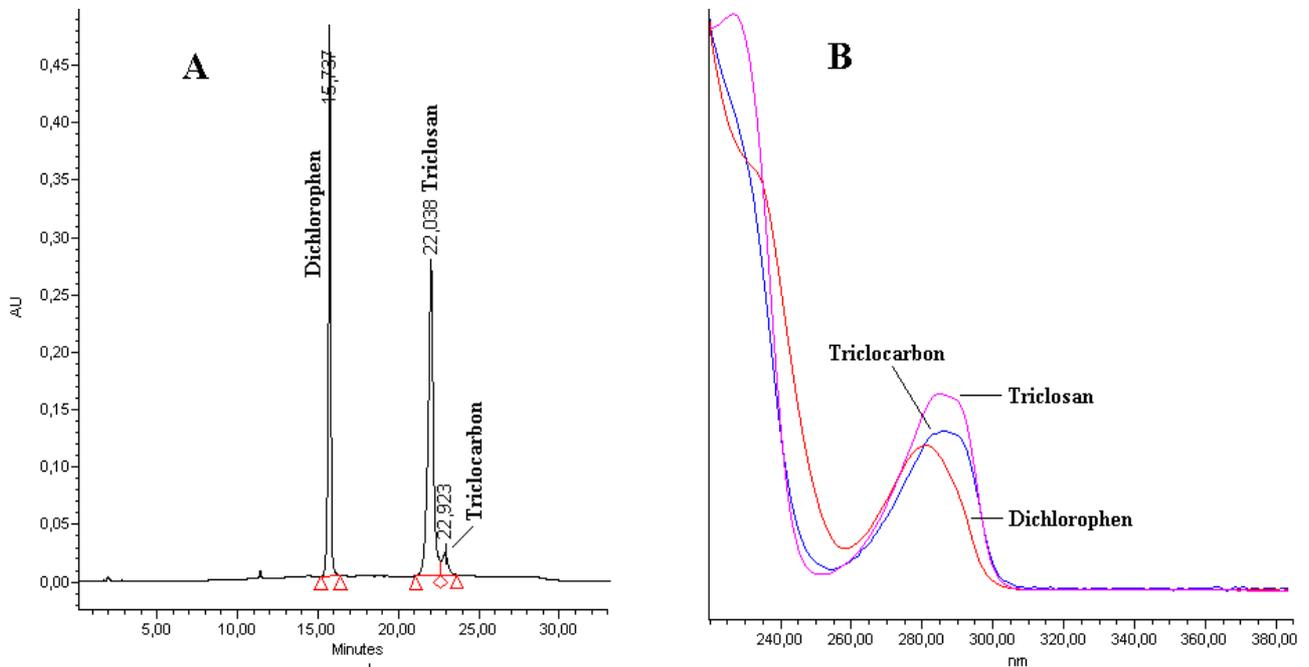 A
0,45
0,40
0,35
0,30
0,25
0,20
0,15
0,10
0,05
0,00
AU
Dichlorophen
15,737
22,038 Triclosan
22,923
Triclocarbon
5,00 10,00 15,00 20,00 25,00 30,00
Minutes
B
Triclocarbon
Triclosan
Dichlorophen
240,00 260,00 280,00 300,00 320,00 340,00 360,00 380,00
nm